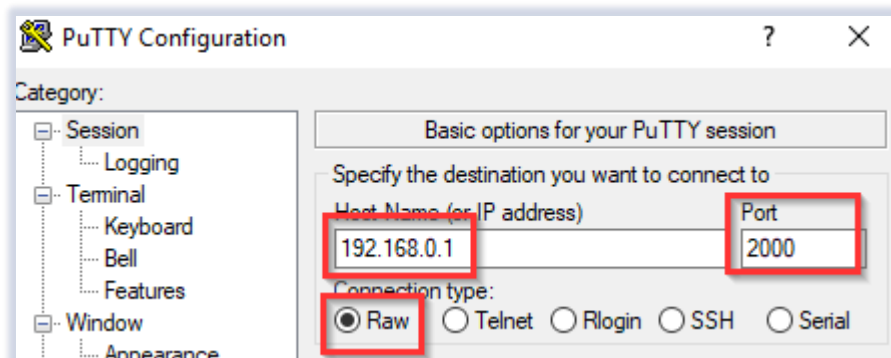 PuTTY Configuration ? ×
Category:
Session
Logging
Terminal
Keyboard
Bell
Features
Window
Appearance
Basic options for your PuTTY session
Specify the destination you want to connect to
Host Name (or IP address) Port
192.168.0.1 2000
Connection type:
Raw Telnet Rlogin SSH Serial